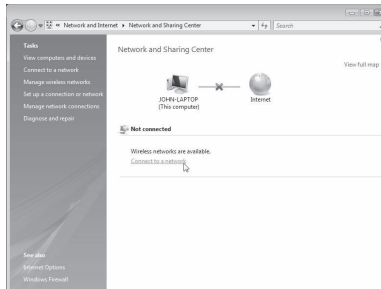 Network and Internet ▸ Network and Sharing Center
Search
Tasks
View computers and devices
Connect to a network
Manage wireless networks
Set up a connection or network
Manage network connections
Diagnose and repair
Network and Sharing Center
View full map
JOHN-LAPTOP
(This computer)
Internet
Not connected
Wireless networks are available.
Connect to a network
See also
Internet Options
Windows Firewall